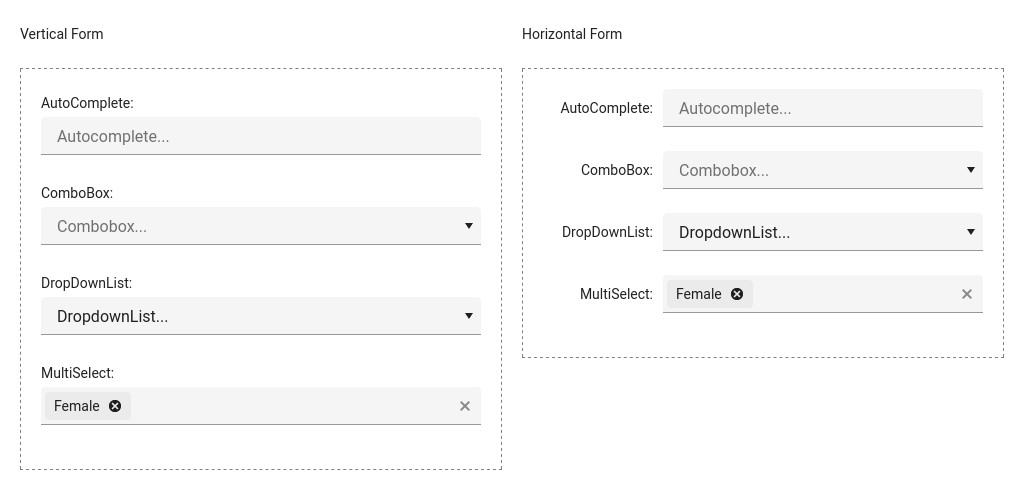 Vertical Form
AutoComplete:
Autocomplete...
ComboBox:
Combobox...
DropDownList:
DropdownList...
MultiSelect:
Female
Horizontal Form
AutoComplete: Autocomplete...
ComboBox: Combobox...
DropDownList: DropdownList...
MultiSelect: Female